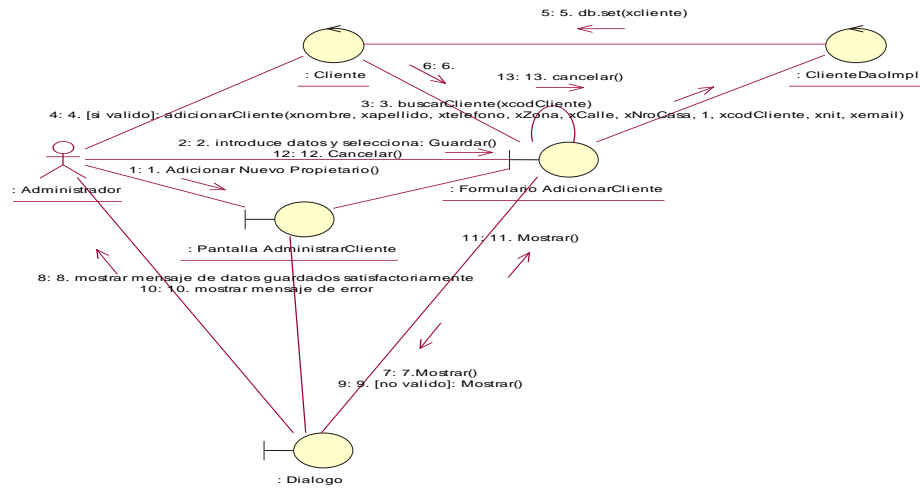 5: 5. db.set(xcliente)
: Cliente
: ClienteDaoImpl
6: 6.
13: 13. cancelar()
3: 3. buscarCliente(xcodCliente)
4: 4. [si valido]: adicionarCliente(xnombre, xapellido, xtelefono, xZona, xCalle, xNroCasa, 1, xcodCliente, xnit, xemail)
2: 2. introduce datos y selecciona: Guardar()
12: 12. Cancelar()
1: 1. Adicionar Nuevo Propietario()
: Administrador
: Formulario AdicionarCliente
: Pantalla AdministrarCliente
11: 11. Mostrar()
8: 8. mostrar mensaje de datos guardados satisfactoriamente
10: 10. mostrar mensaje de error
7: 7.Mostrar()
9: 9. [no valido]: Mostrar()
: Dialogo